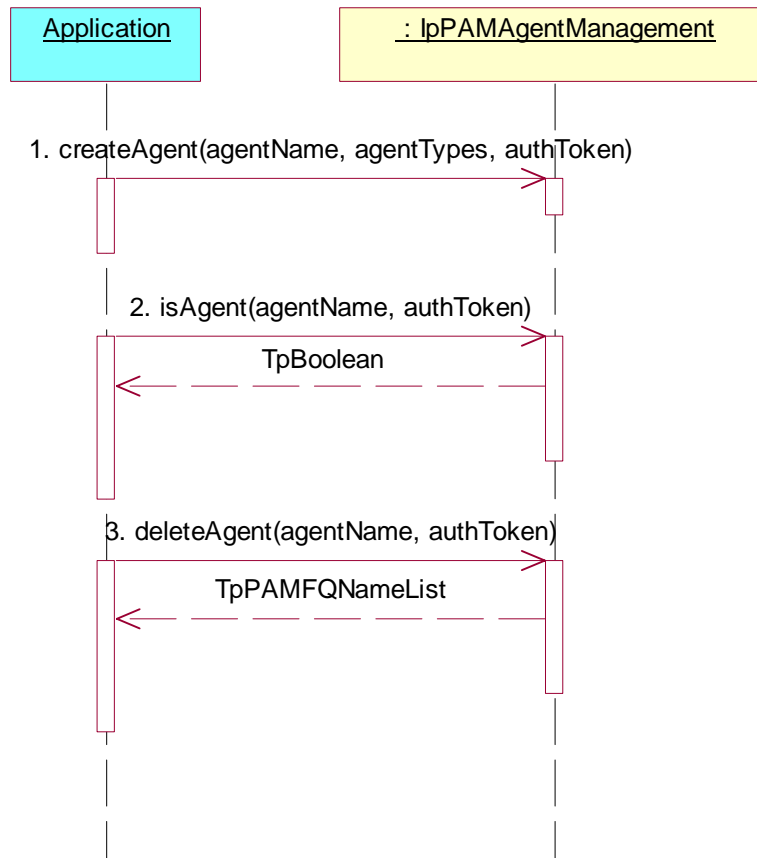 Application
: IpPAMAgentManagement
1. createAgent(agentName, agentTypes, authToken)
2. isAgent(agentName, authToken)
TpBoolean
3. deleteAgent(agentName, authToken)
TpPAMFQNameList